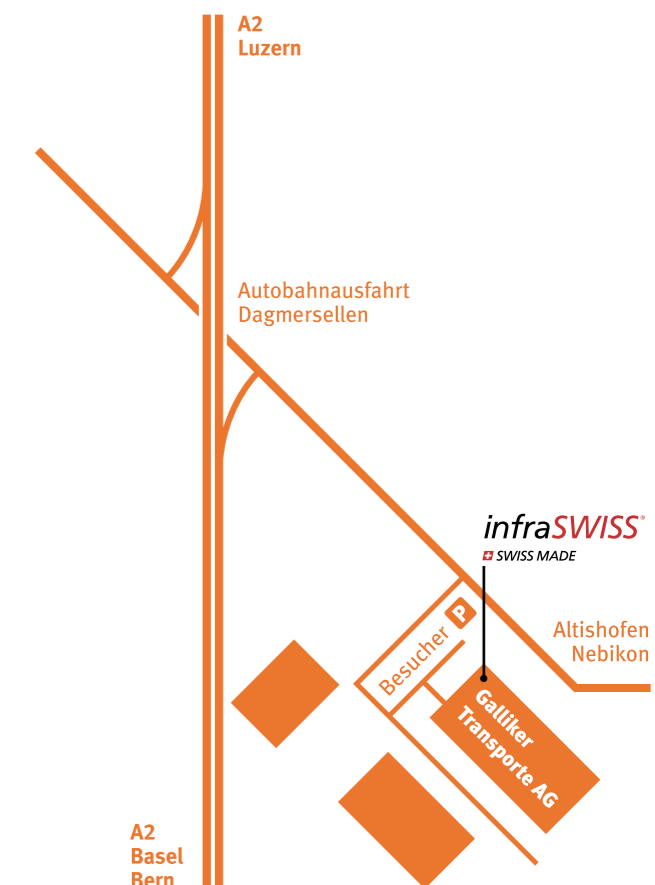 A2
Luzern
Autobahnausfahrt
Dagmersellen
infraSWISS®
SWISS MADE
Altishofen
Nebikon
Besucher P
Galliker
Transporte AG
A2
Basel
Bern